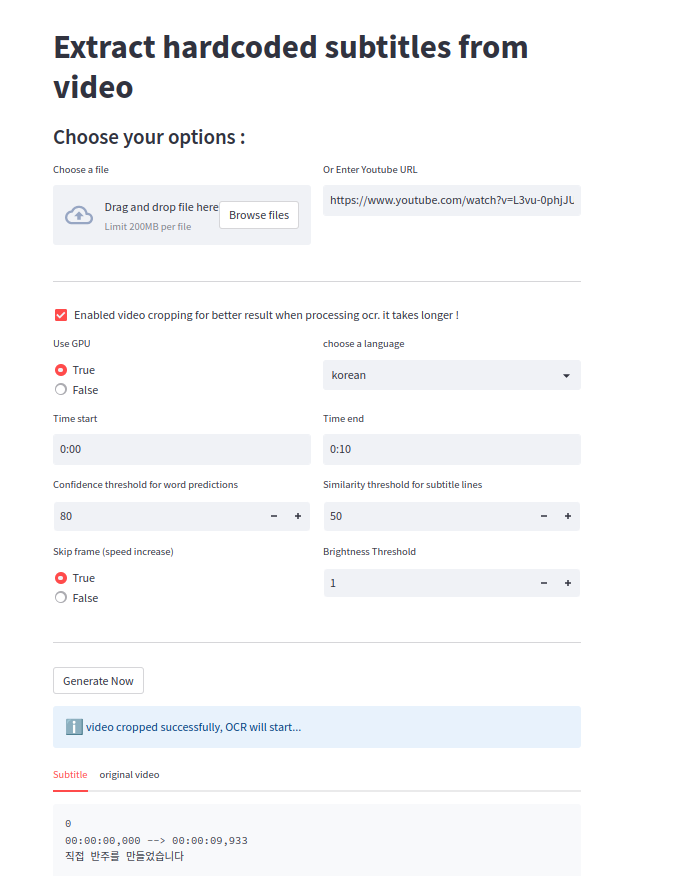 Extract hardcoded subtitles from
video
Choose your options :
Choose a file
Or Enter Youtube URL
Drag and drop file here
Limit 200MB per file
Browse files
https://www.youtube.com/watch?v=L3vu-0phjJU
Enabled video cropping for better result when processing ocr. it takes longer !
Use GPU
choose a language
True
False
korean
Time start
Time end
0:00
0:10
Confidence threshold for word predictions
Similarity threshold for subtitle lines
80
50
Skip frame (speed increase)
Brightness Threshold
True
False
1
Generate Now
video cropped successfully, OCR will start...
Subtitle
original video
0
00:00:00,000 --> 00:00:09,933
직접 반주를 만들었습니다